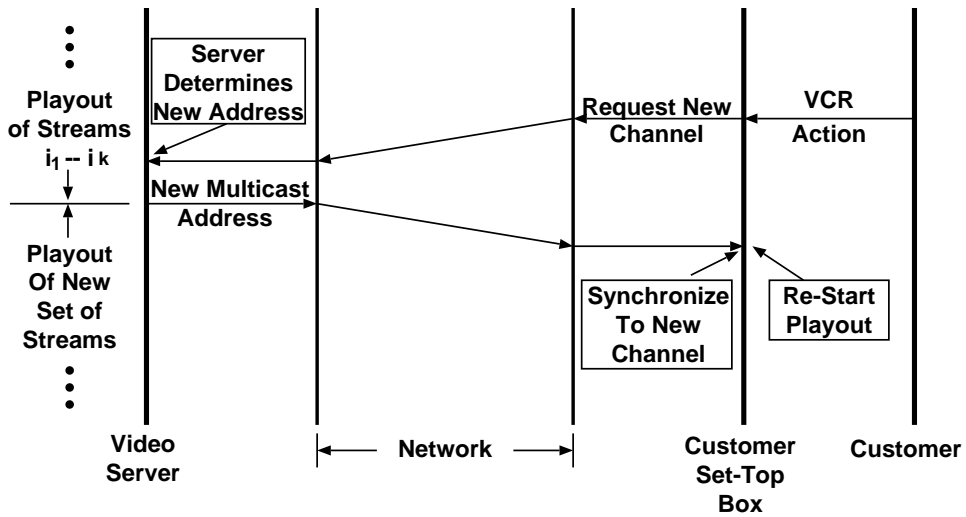 Server
Determines
New Address
Playout
of Streams
i1 -- i k
Request New
Channel
VCR
Action
New Multicast
Address
Playout
Of New
Set of
Streams
Synchronize
To New
Channel
Re-Start
Playout
Video
Server
Network
Customer
Set-Top
Box
Customer